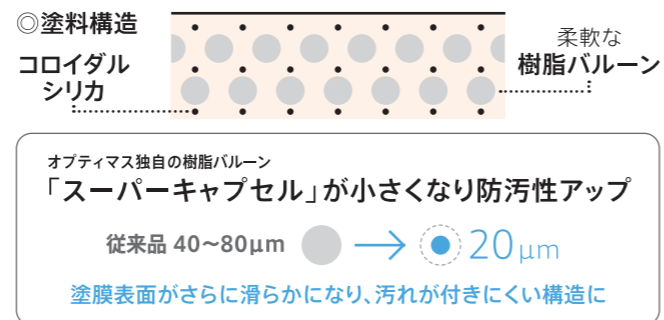 ◎塗料構造
コロイダル
シリカ
柔軟な
樹脂バルーン
オプティマス独自の樹脂バルーン
「スーパーキャプセル」が小さくなり防汚性アップ
従来品 40〜80μm → 20μm
塗膜表面がさらに滑らかになり、汚れが付きにくい構造に